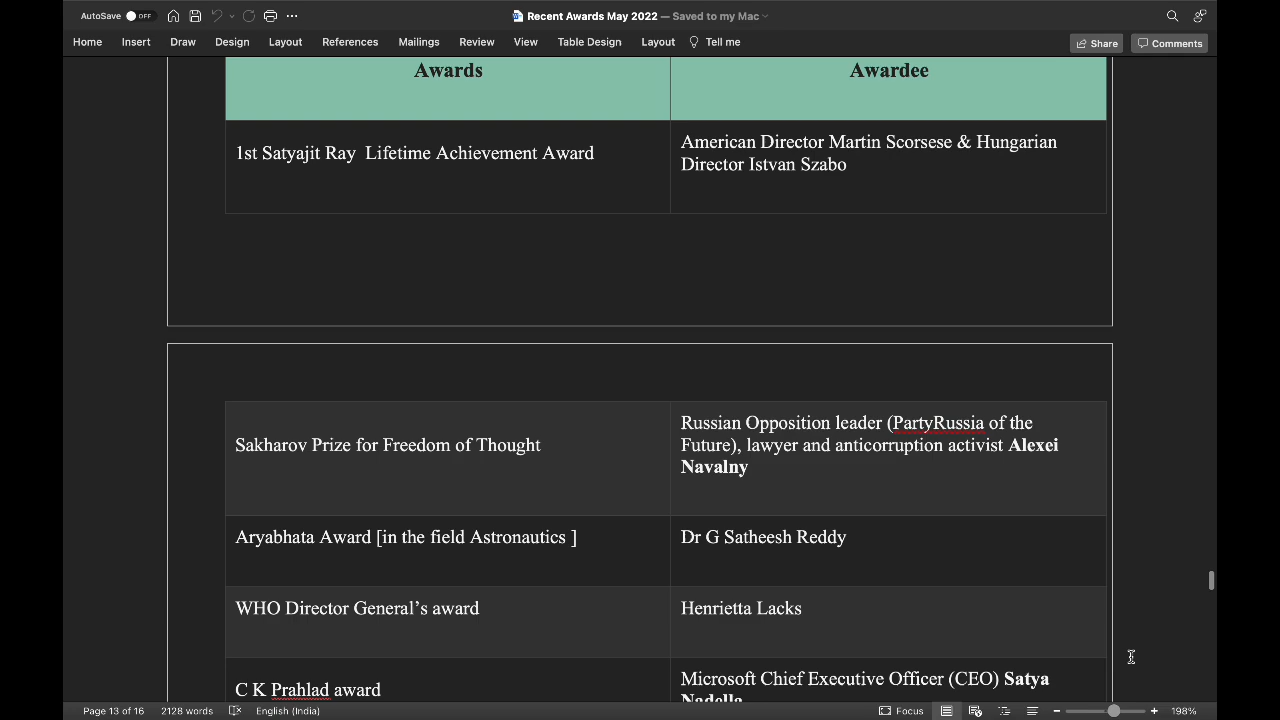 AutoSave OFF
Recent Awards May 2022 — Saved to my Mac
Home Insert Draw Design Layout References Mailings Review View Table Design Layout Tell me
Share Comments
Awards Awardee
1st Satyajit Ray Lifetime Achievement Award
American Director Martin Scorsese & Hungarian
Director Istvan Szabo
Sakharov Prize for Freedom of Thought
Russian Opposition leader (PartyRussia of the
Future), lawyer and anticorruption activist Alexei
Navalny
Aryabhata Award [in the field Astronautics ]
Dr G Satheesh Reddy
WHO Director General’s award
Henrietta Lacks
C K Prahlad award
Microsoft Chief Executive Officer (CEO) Satya
Nadella
Page 13 of 16 2128 words English (India) Focus 198%